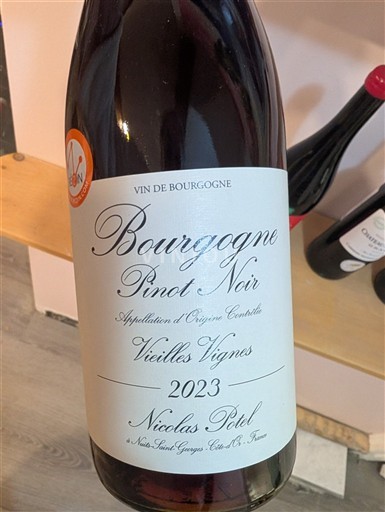 VIN DE BOURGOGNE
Bourgogne
Pinot Noir
Appellation d'Origine Contrôlée
Vieilles Vignes
2023
Nicolas Potel
à Nuits-Saint-Georges - Côte-d'Or - France